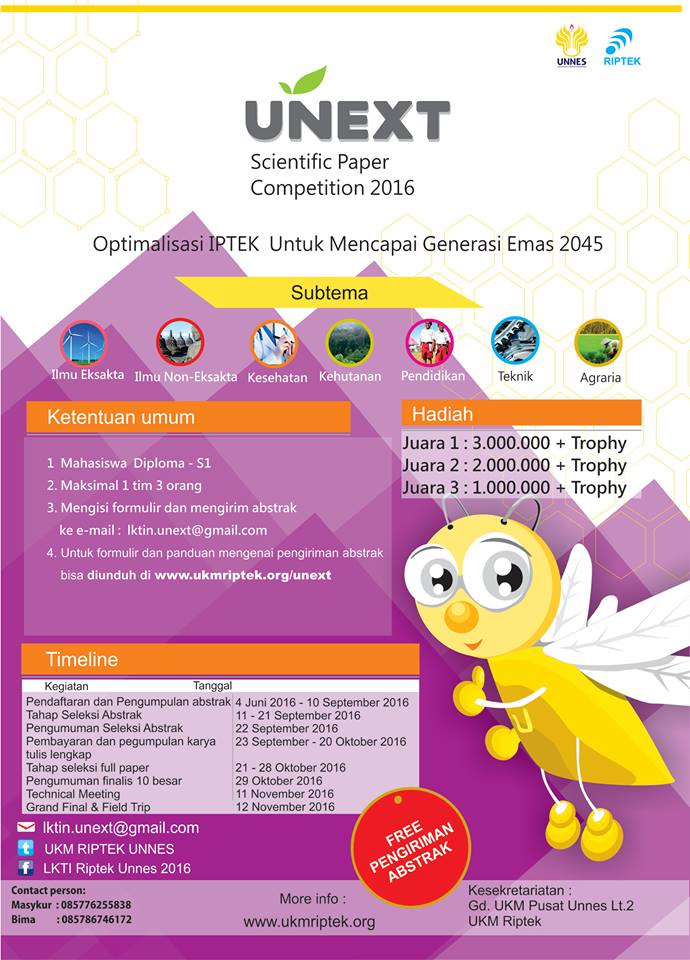 UNNES
RIPTEK
UNEXT
Scientific Paper
Competition 2016
Optimalisasi IPTEK Untuk Mencapai Generasi Emas 2045
Subtema
Ilmu Eksakta
Ilmu Non-Eksakta
Kesehatan
Kehutanan
Pendidikan
Teknik
Agraria
Ketentuan umum
1 Mahasiswa Diploma - S1
2. Maksimal 1 tim 3 orang
3. Mengisi formulir dan mengirim abstrak
ke e-mail : lktin.unext@gmail.com
4. Untuk formulir dan panduan mengenai pengiriman abstrak
bisa diunduh di www.ukmriptek.org/unext
Hadiah
Juara 1 : 3.000.000 + Trophy
Juara 2 : 2.000.000 + Trophy
Juara 3 : 1.000.000 + Trophy
Timeline
Kegiatan Tanggal
Pendaftaran dan Pengumpulan abstrak 4 Juni 2016 - 10 September 2016
Tahap Seleksi Abstrak 11 - 21 September 2016
Pengumuman Seleksi Abstrak 22 September 2016
Pembayaran dan pegumpulan karya 23 September - 20 Oktober 2016
tulis lengkap
Tahap seleksi full paper 21 - 28 Oktober 2016
Pengumuman finalis 10 besar 29 Oktober 2016
Technical Meeting 11 November 2016
Grand Final & Field Trip 12 November 2016
lktin.unext@gmail.com
UKM RIPTEK UNNES
LKTI Riptek Unnes 2016
FREE
PENGIRIMAN
ABSTRAK
Contact person:
Masykur : 085776255838
Bima : 085786746172
More info :
www.ukmriptek.org
Kesekretariatan :
Gd. UKM Pusat Unnes Lt.2
UKM Riptek